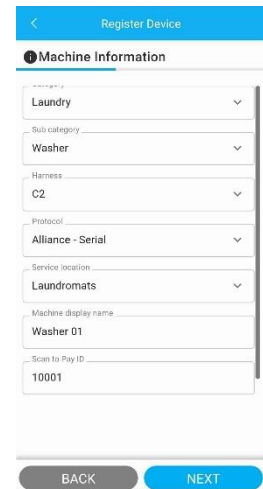 Register Device
Machine Information
Category
Laundry
Sub category
Washer
Harness
C2
Protocol
Alliance - Serial
Service location
Laundromats
Machine display name
Washer 01
Scan to Pay ID
10001
BACK
NEXT